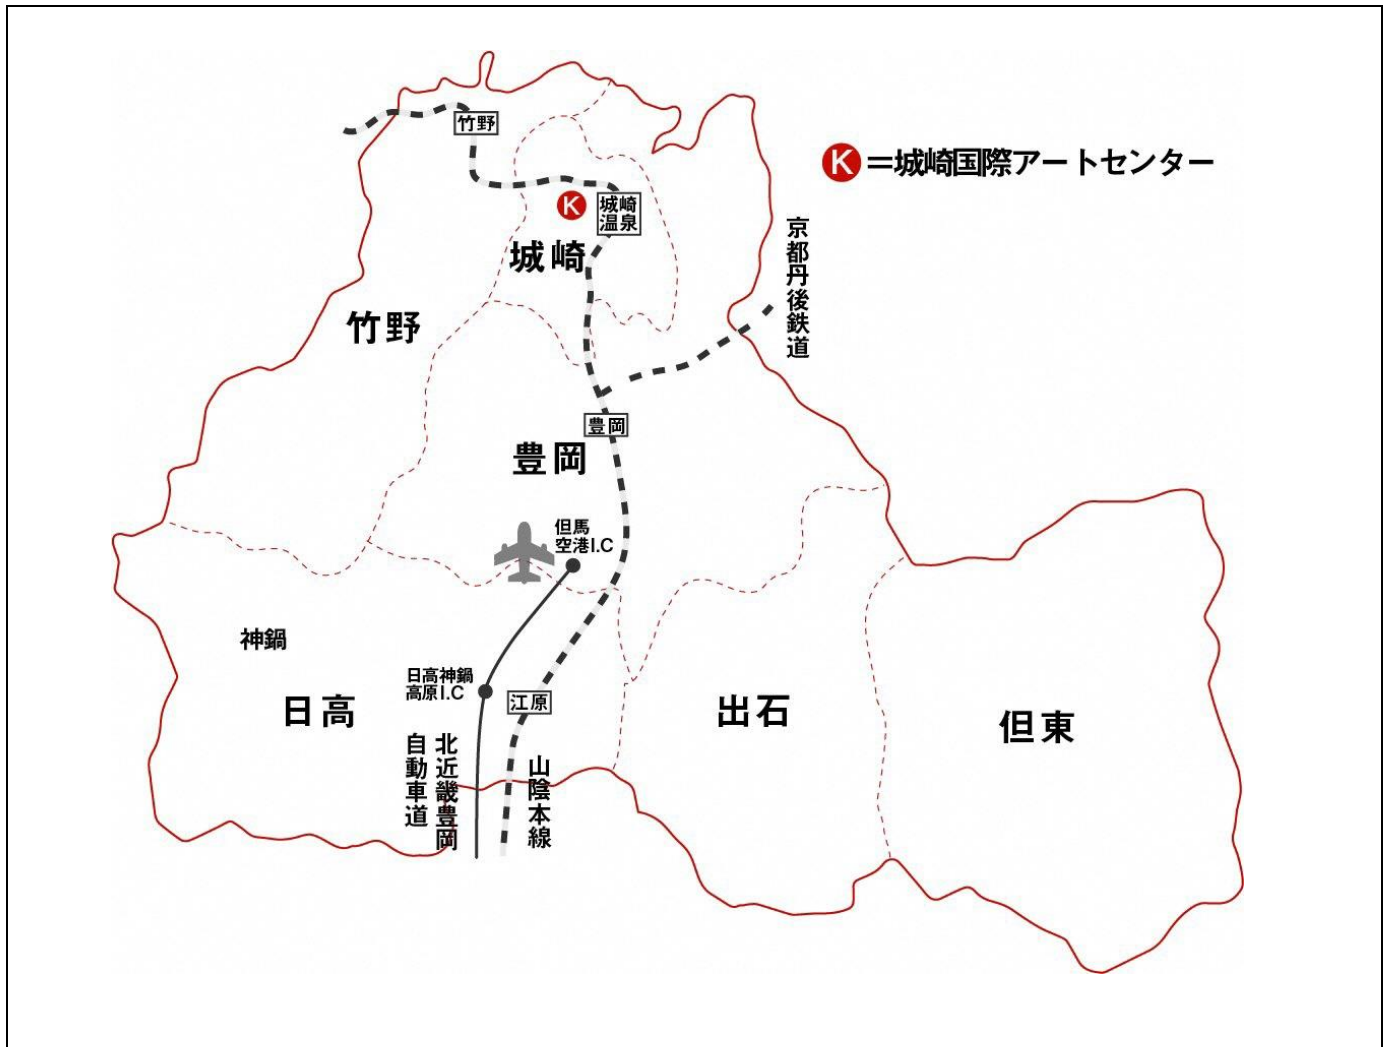 竹野
K＝城崎国際アートセンター
K
城崎
温泉
京都丹後鉄道
城崎
竹野
豊岡
豊岡
但馬
空港I.C
神鍋
日高神鍋
高原I.C
江原
日高
出石
但東
北近畿豊岡
自動車道
山陰本線